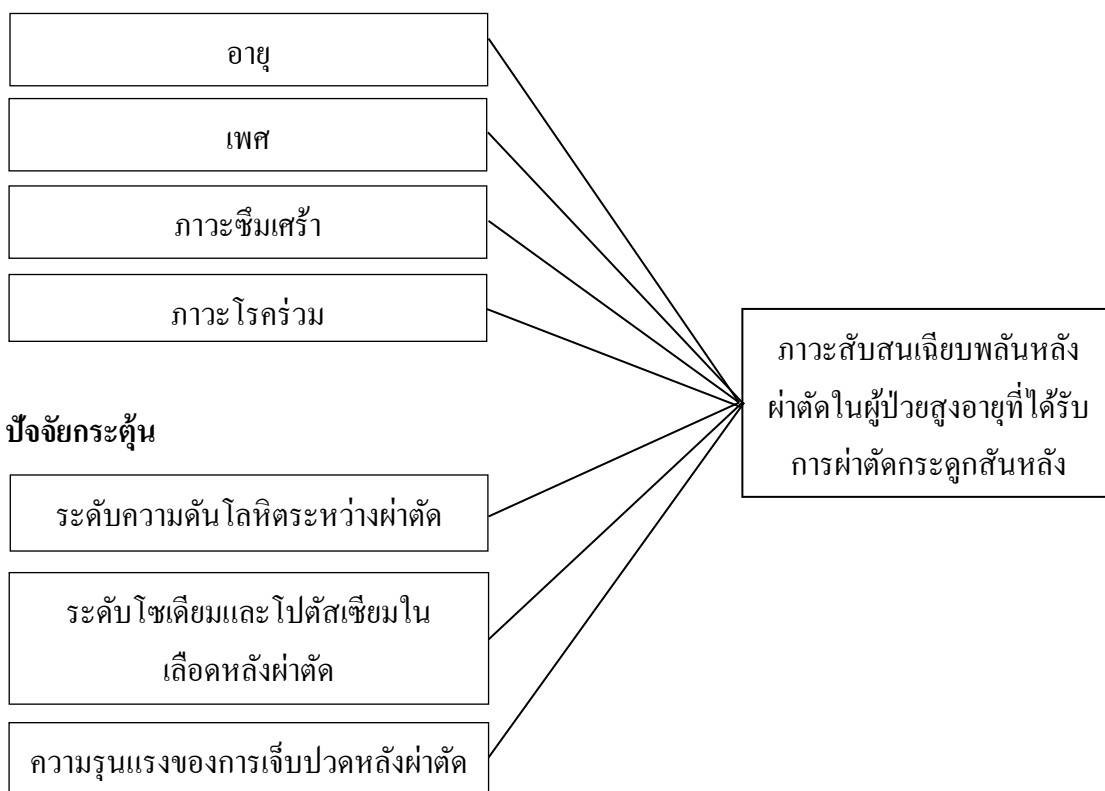 อายุ
เพศ
ภาวะซึมเศร้า
ภาวะโรคร่วม
ปัจจัยกระตุ้น
ระดับความดันโลหิตระหว่างผ่าตัด
ระดับโซเดียมและโปตัสเซียมใน
เลือดหลังผ่าตัด
ความรุนแรงของการเจ็บปวดหลังผ่าตัด
ภาวะสับสนเฉียบพลันหลัง
ผ่าตัดในผู้ป่วยสูงอายุที่ได้รับ
การผ่าตัดกระดูกสันหลัง